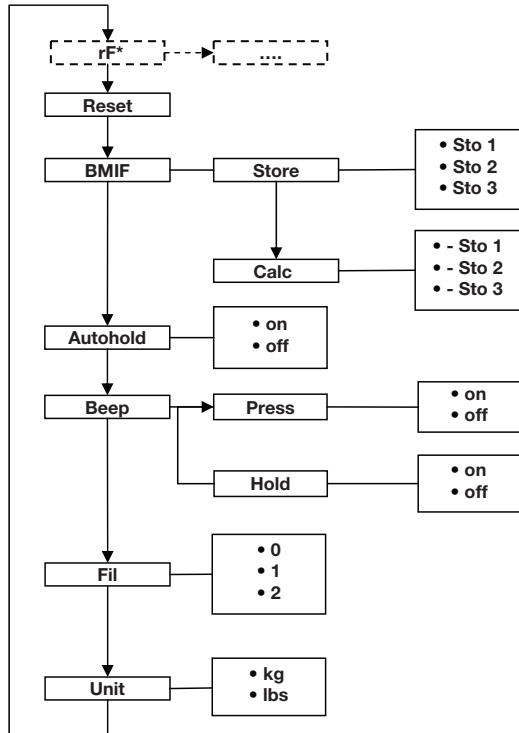 rF*
....
Reset
BMIF
Store
• Sto 1
• Sto 2
• Sto 3
Calc
• - Sto 1
• - Sto 2
• - Sto 3
Autohold
• on
• off
Beep
Press
• on
• off
Hold
• on
• off
Fil
• 0
• 1
• 2
Unit
• kg
• lbs